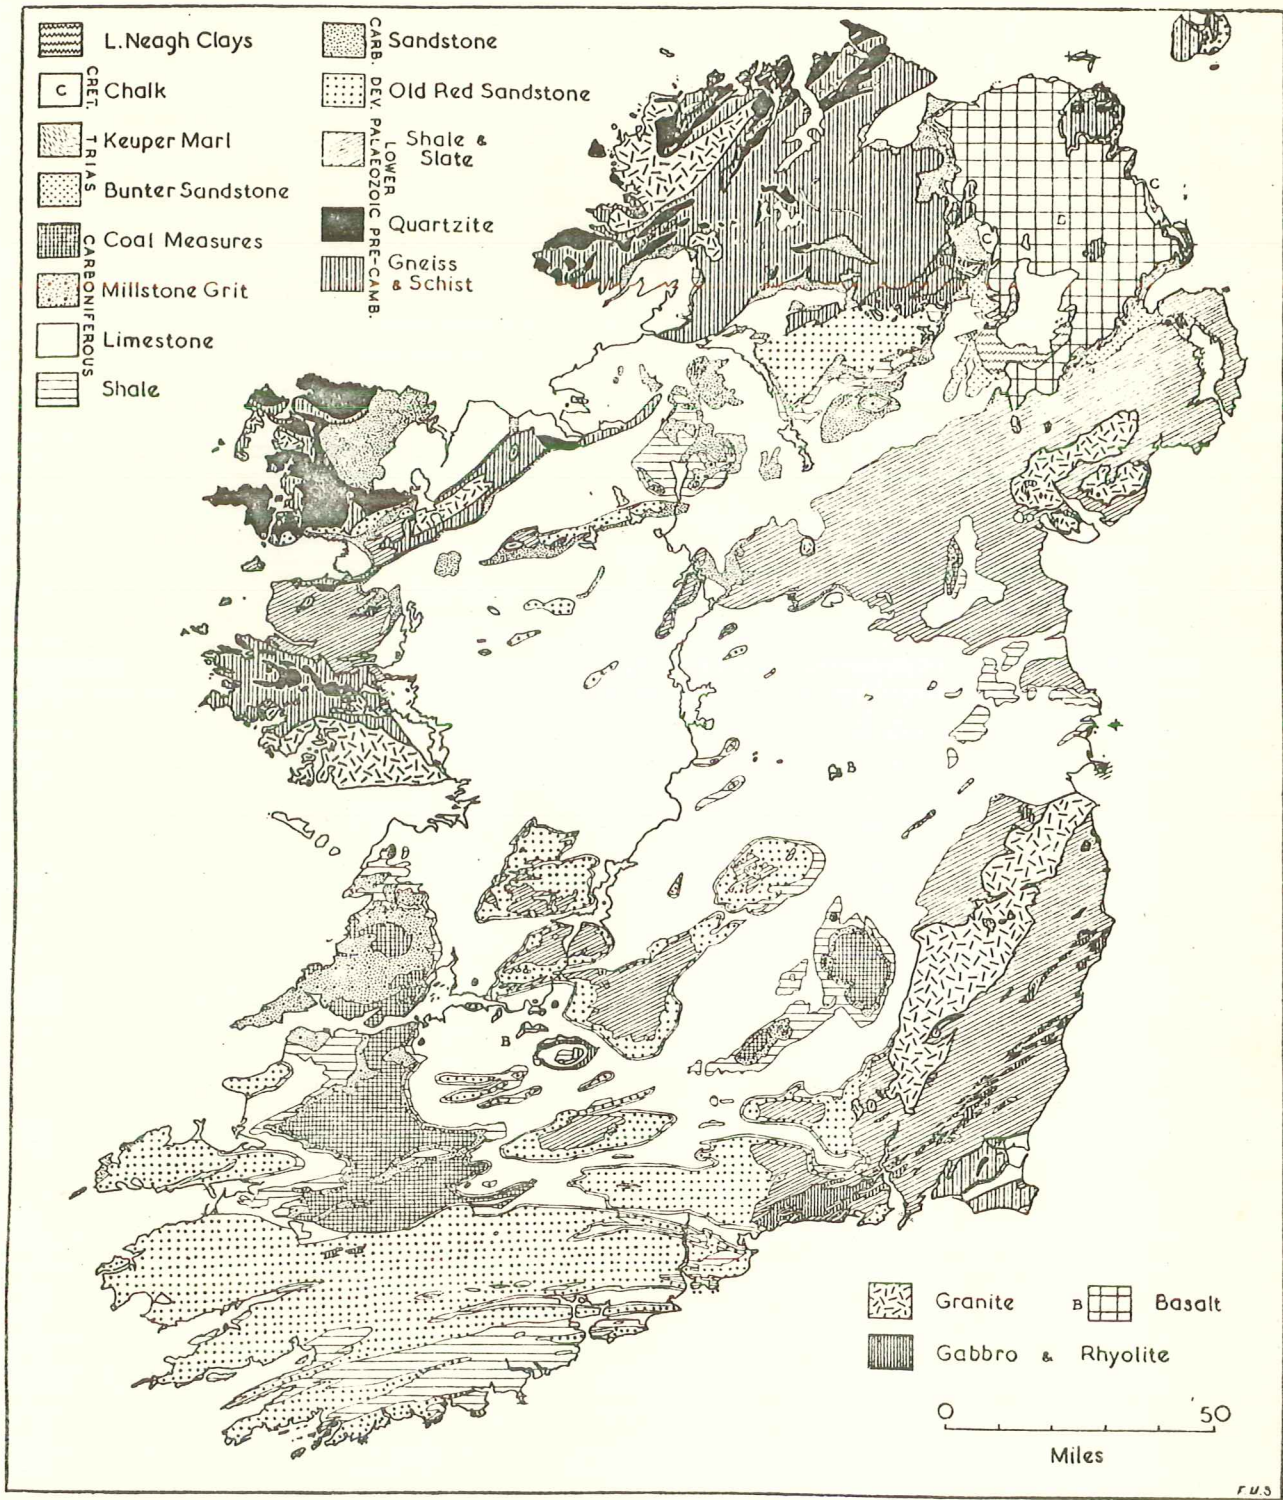 L. Neagh Clays
CRET.
C
Chalk
TRIAS
Keuper Marl
Bunter Sandstone
CARBONIFEROUS
Coal Measures
Millstone Grit
Limestone
Shale
CARB.
Sandstone
DEV.
Old Red Sandstone
LOWER
PALAEOZOIC
Shale &
Slate
PRE-CAMB.
Quartzite
Gneiss
& Schist
C
B
C
B
B
Granite
B
Basalt
Gabbro & Rhyolite
0
50
Miles
F.U.S